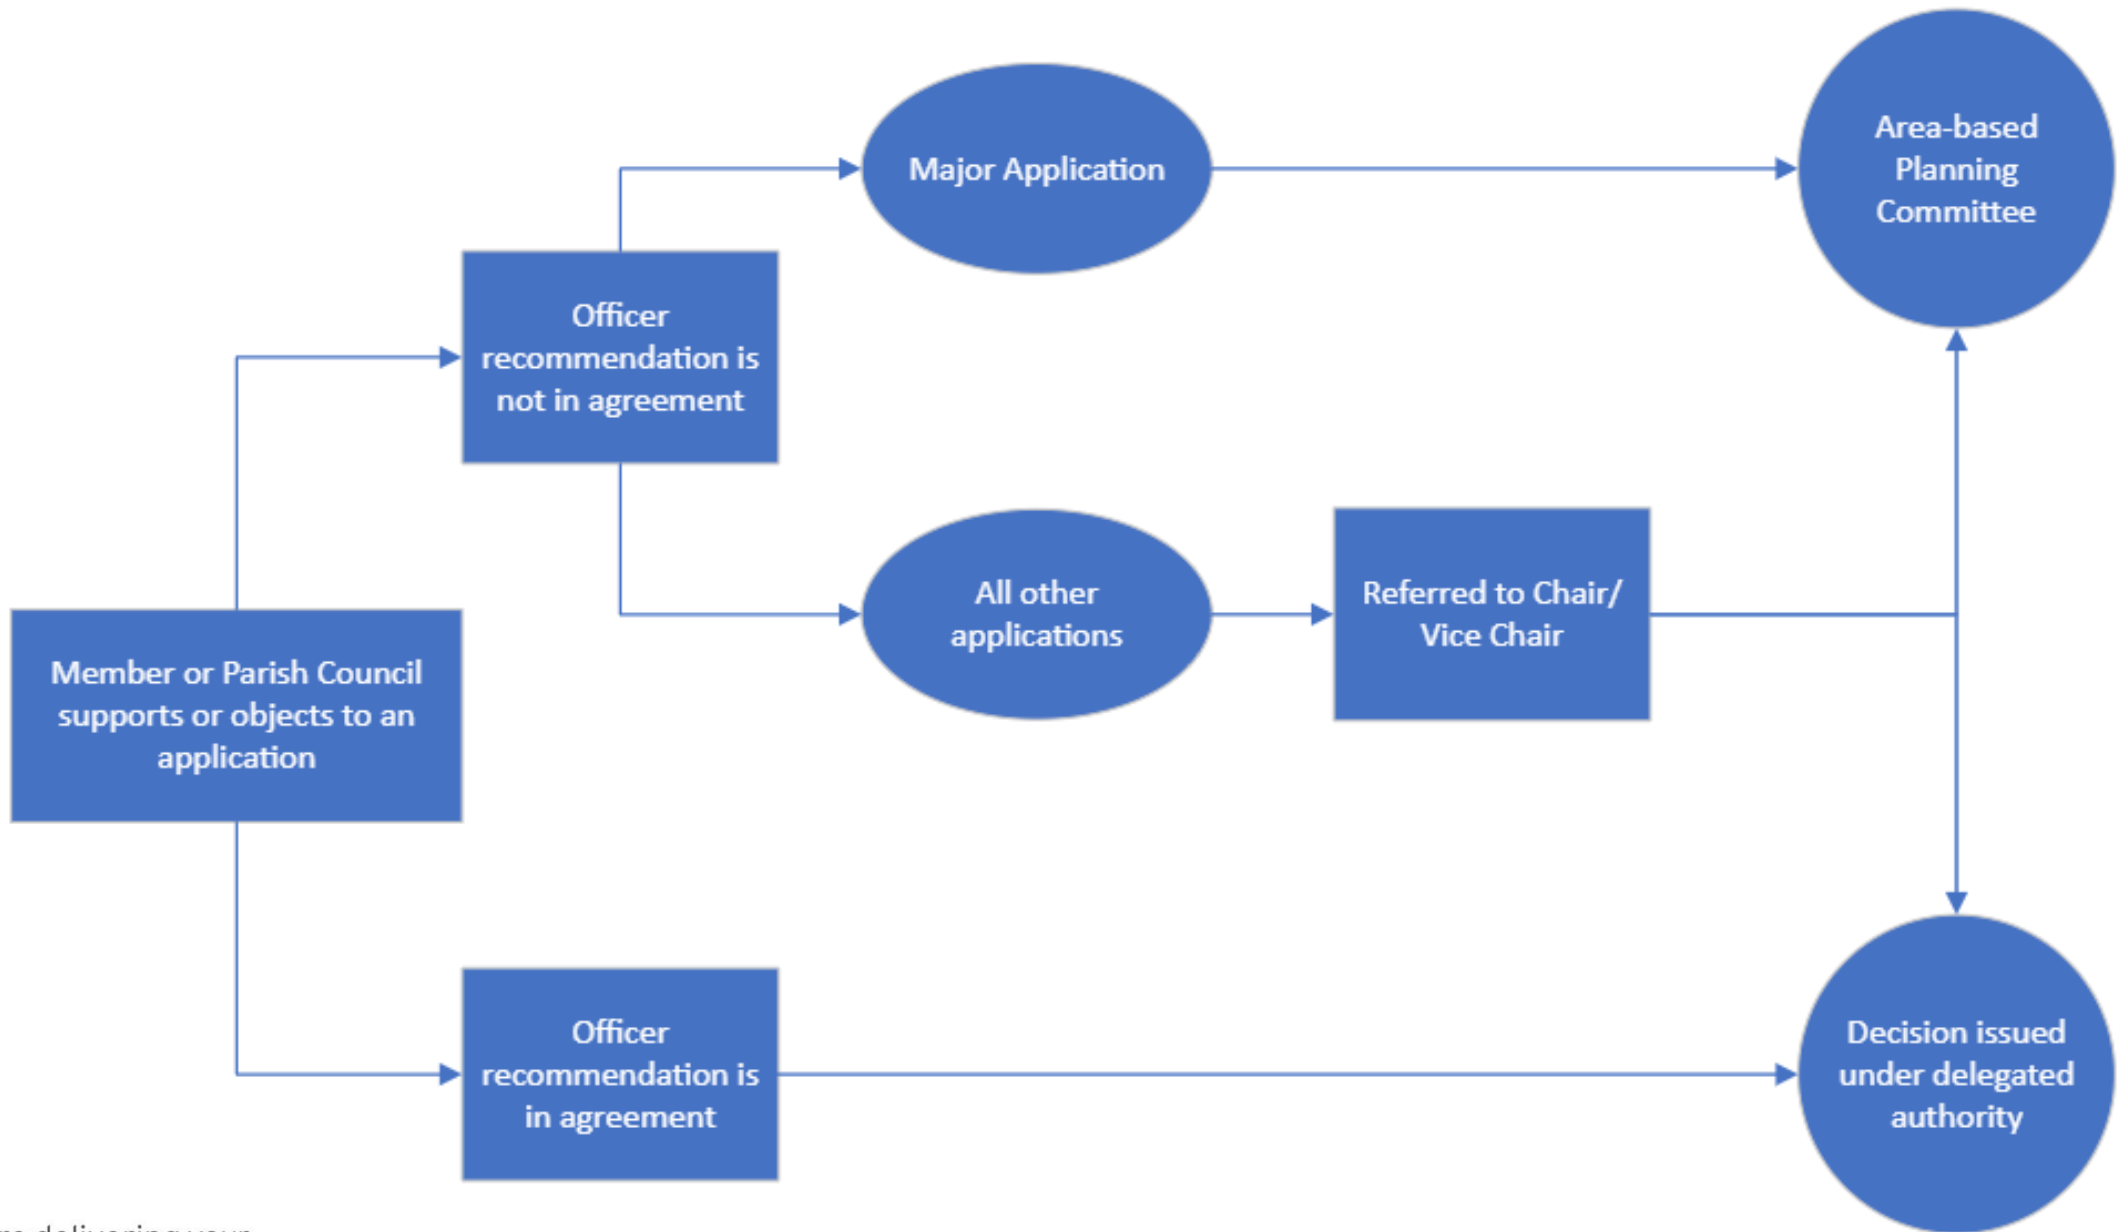 Area-based
Planning
Committee
Major Application
Officer
recommendation is
not in agreement
All other
applications
Referred to Chair/
Vice Chair
Member or Parish Council
supports or objects to an
application
Officer
recommendation is
in agreement
Decision issued
under delegated
authority
delivering your